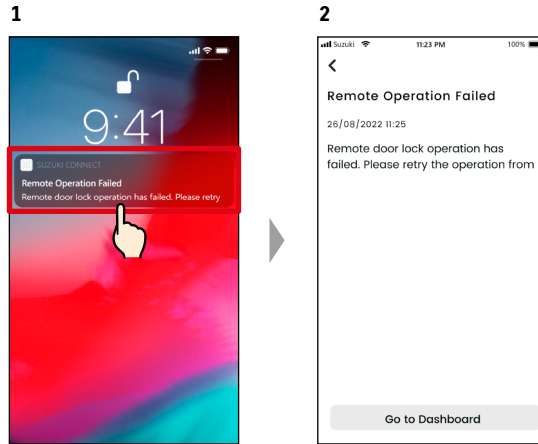 1
9:41
SUZUKI CONNECT
Remote Operation Failed
Remote door lock operation has failed. Please retry
2
Suzuki 11:23 PM 100%
Remote Operation Failed
26/08/2022 11:25
Remote door lock operation has
failed. Please retry the operation from
Go to Dashboard